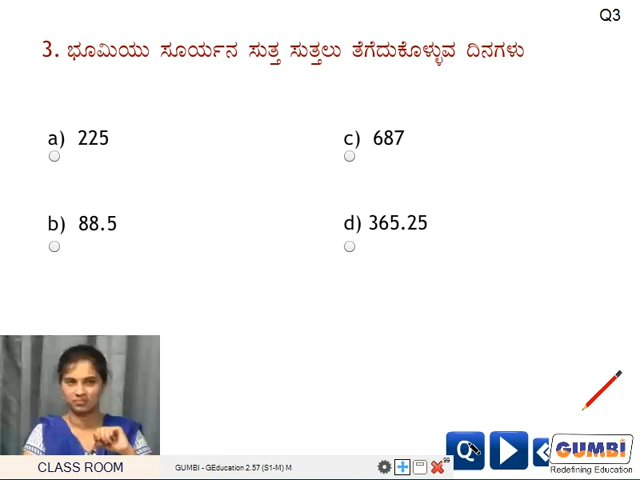 Q3
3. ಭೂಮಿಯು ಸೂರ್ಯನ ಸುತ್ತ ಸುತ್ತಲು ತೆಗೆದುಕೊಳ್ಳುವ ದಿನಗಳು
a) 225
c) 687
b) 88.5
d) 365.25
CLASS ROOM
GUMBI - GEducation 2.57 (S1-M) M
99
Q
GUMBi
Redefining Education